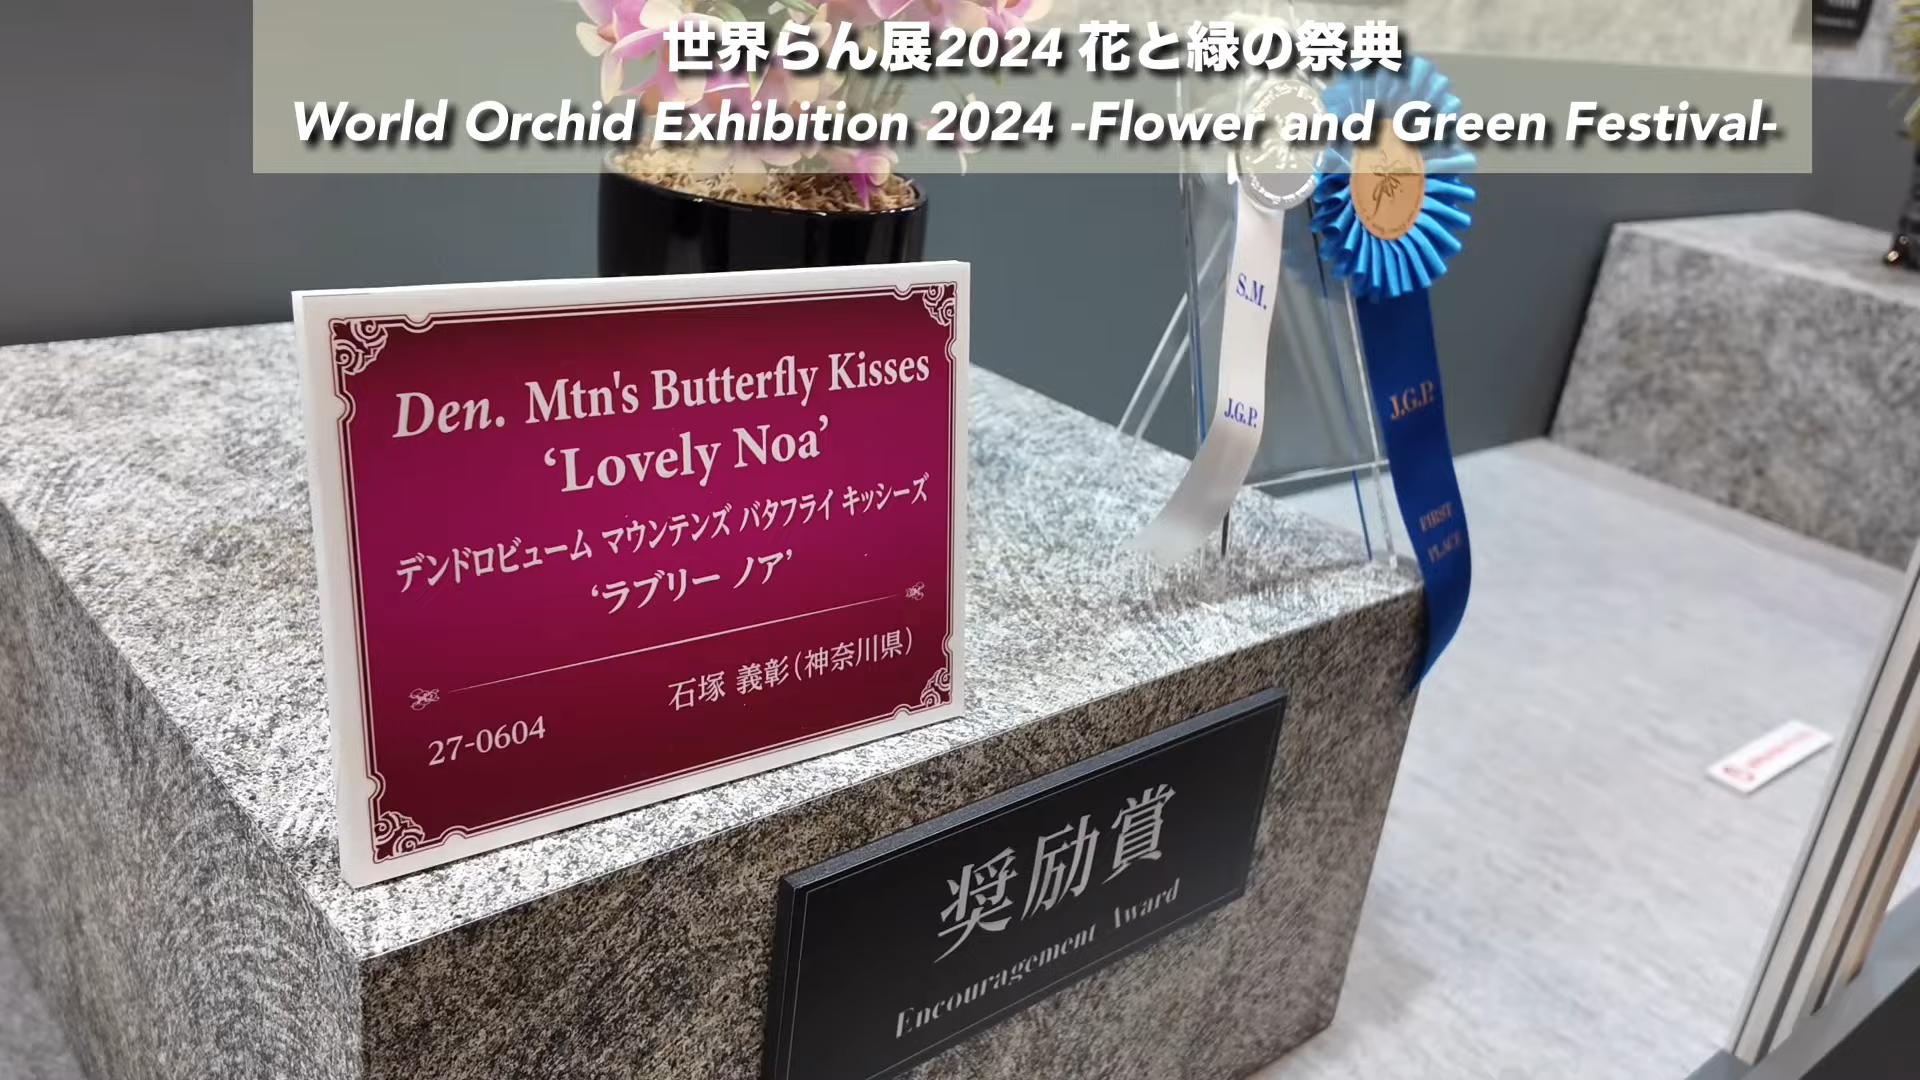 世界らん展2024 花と緑の祭典
World Orchid Exhibition 2024 -Flower and Green Festival-
Den. Mtn's Butterfly Kisses
‘Lovely Noa’
デンドロビューム マウンテンズ バタフライ キッシーズ
‘ラブリー ノア’
石塚 義彰(神奈川県)
27-0604
S.M.
J.G.P.
J.G.P.
FIRST
PLACE
奨励賞
Encouragement Award